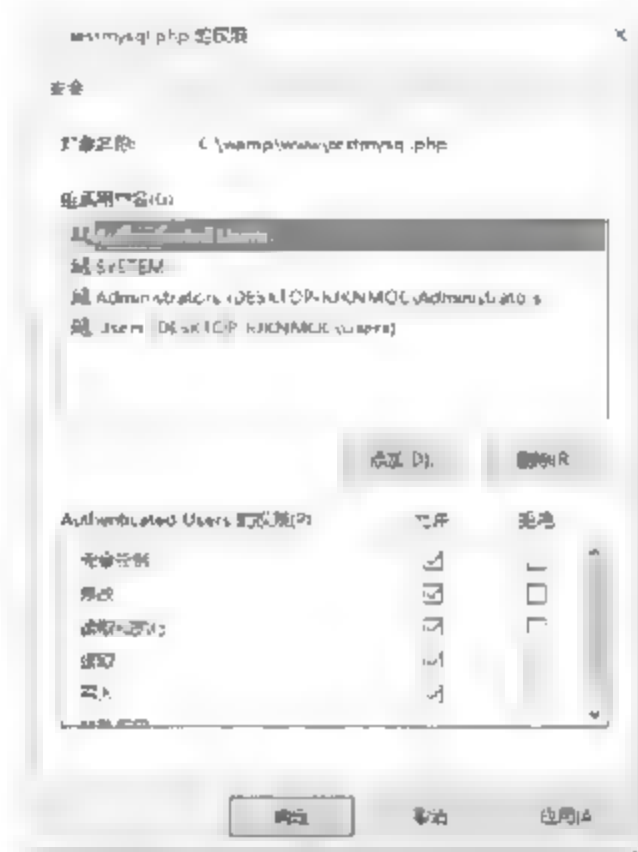 testmysql.php 的权限
安全
对象名称: C:\wamp\www\testmysql.php
组或用户名(G):
Authenticated Users
SYSTEM
Administrators (DESKTOP-\Administrators
Users (DESKTOP-\Users)
添加(D)...
删除(R
Authenticated Users 的权限(P)
允许
拒绝
完全控制
修改
读取和执行
读取
写入
确定
取消
应用(A